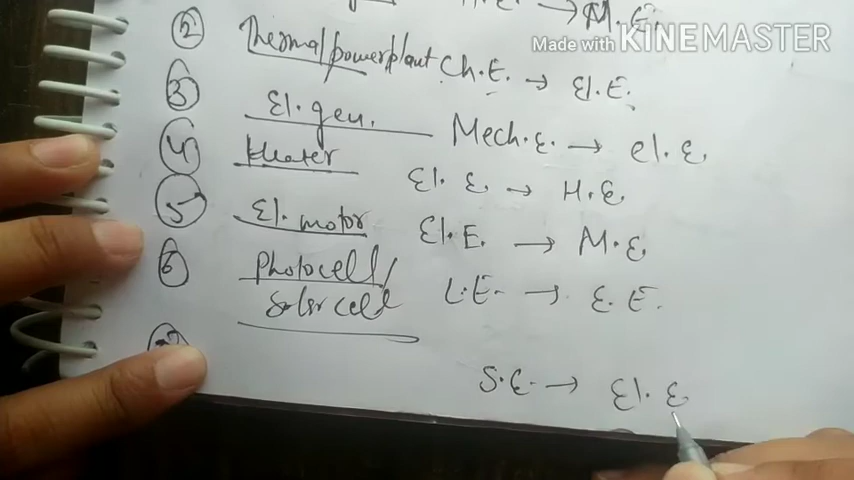 H.E. → M.E.
Made with KINEMASTER
② Thermal powerplant Ch.E. → El.E.
③ El.gen. Mech.E. → El.E.
④ Heater El.E → H.E.
⑤ El.motor El.E. → M.E
⑥ Photocell/ L.E. → E.E.
Solar cell
S.E. → El.E